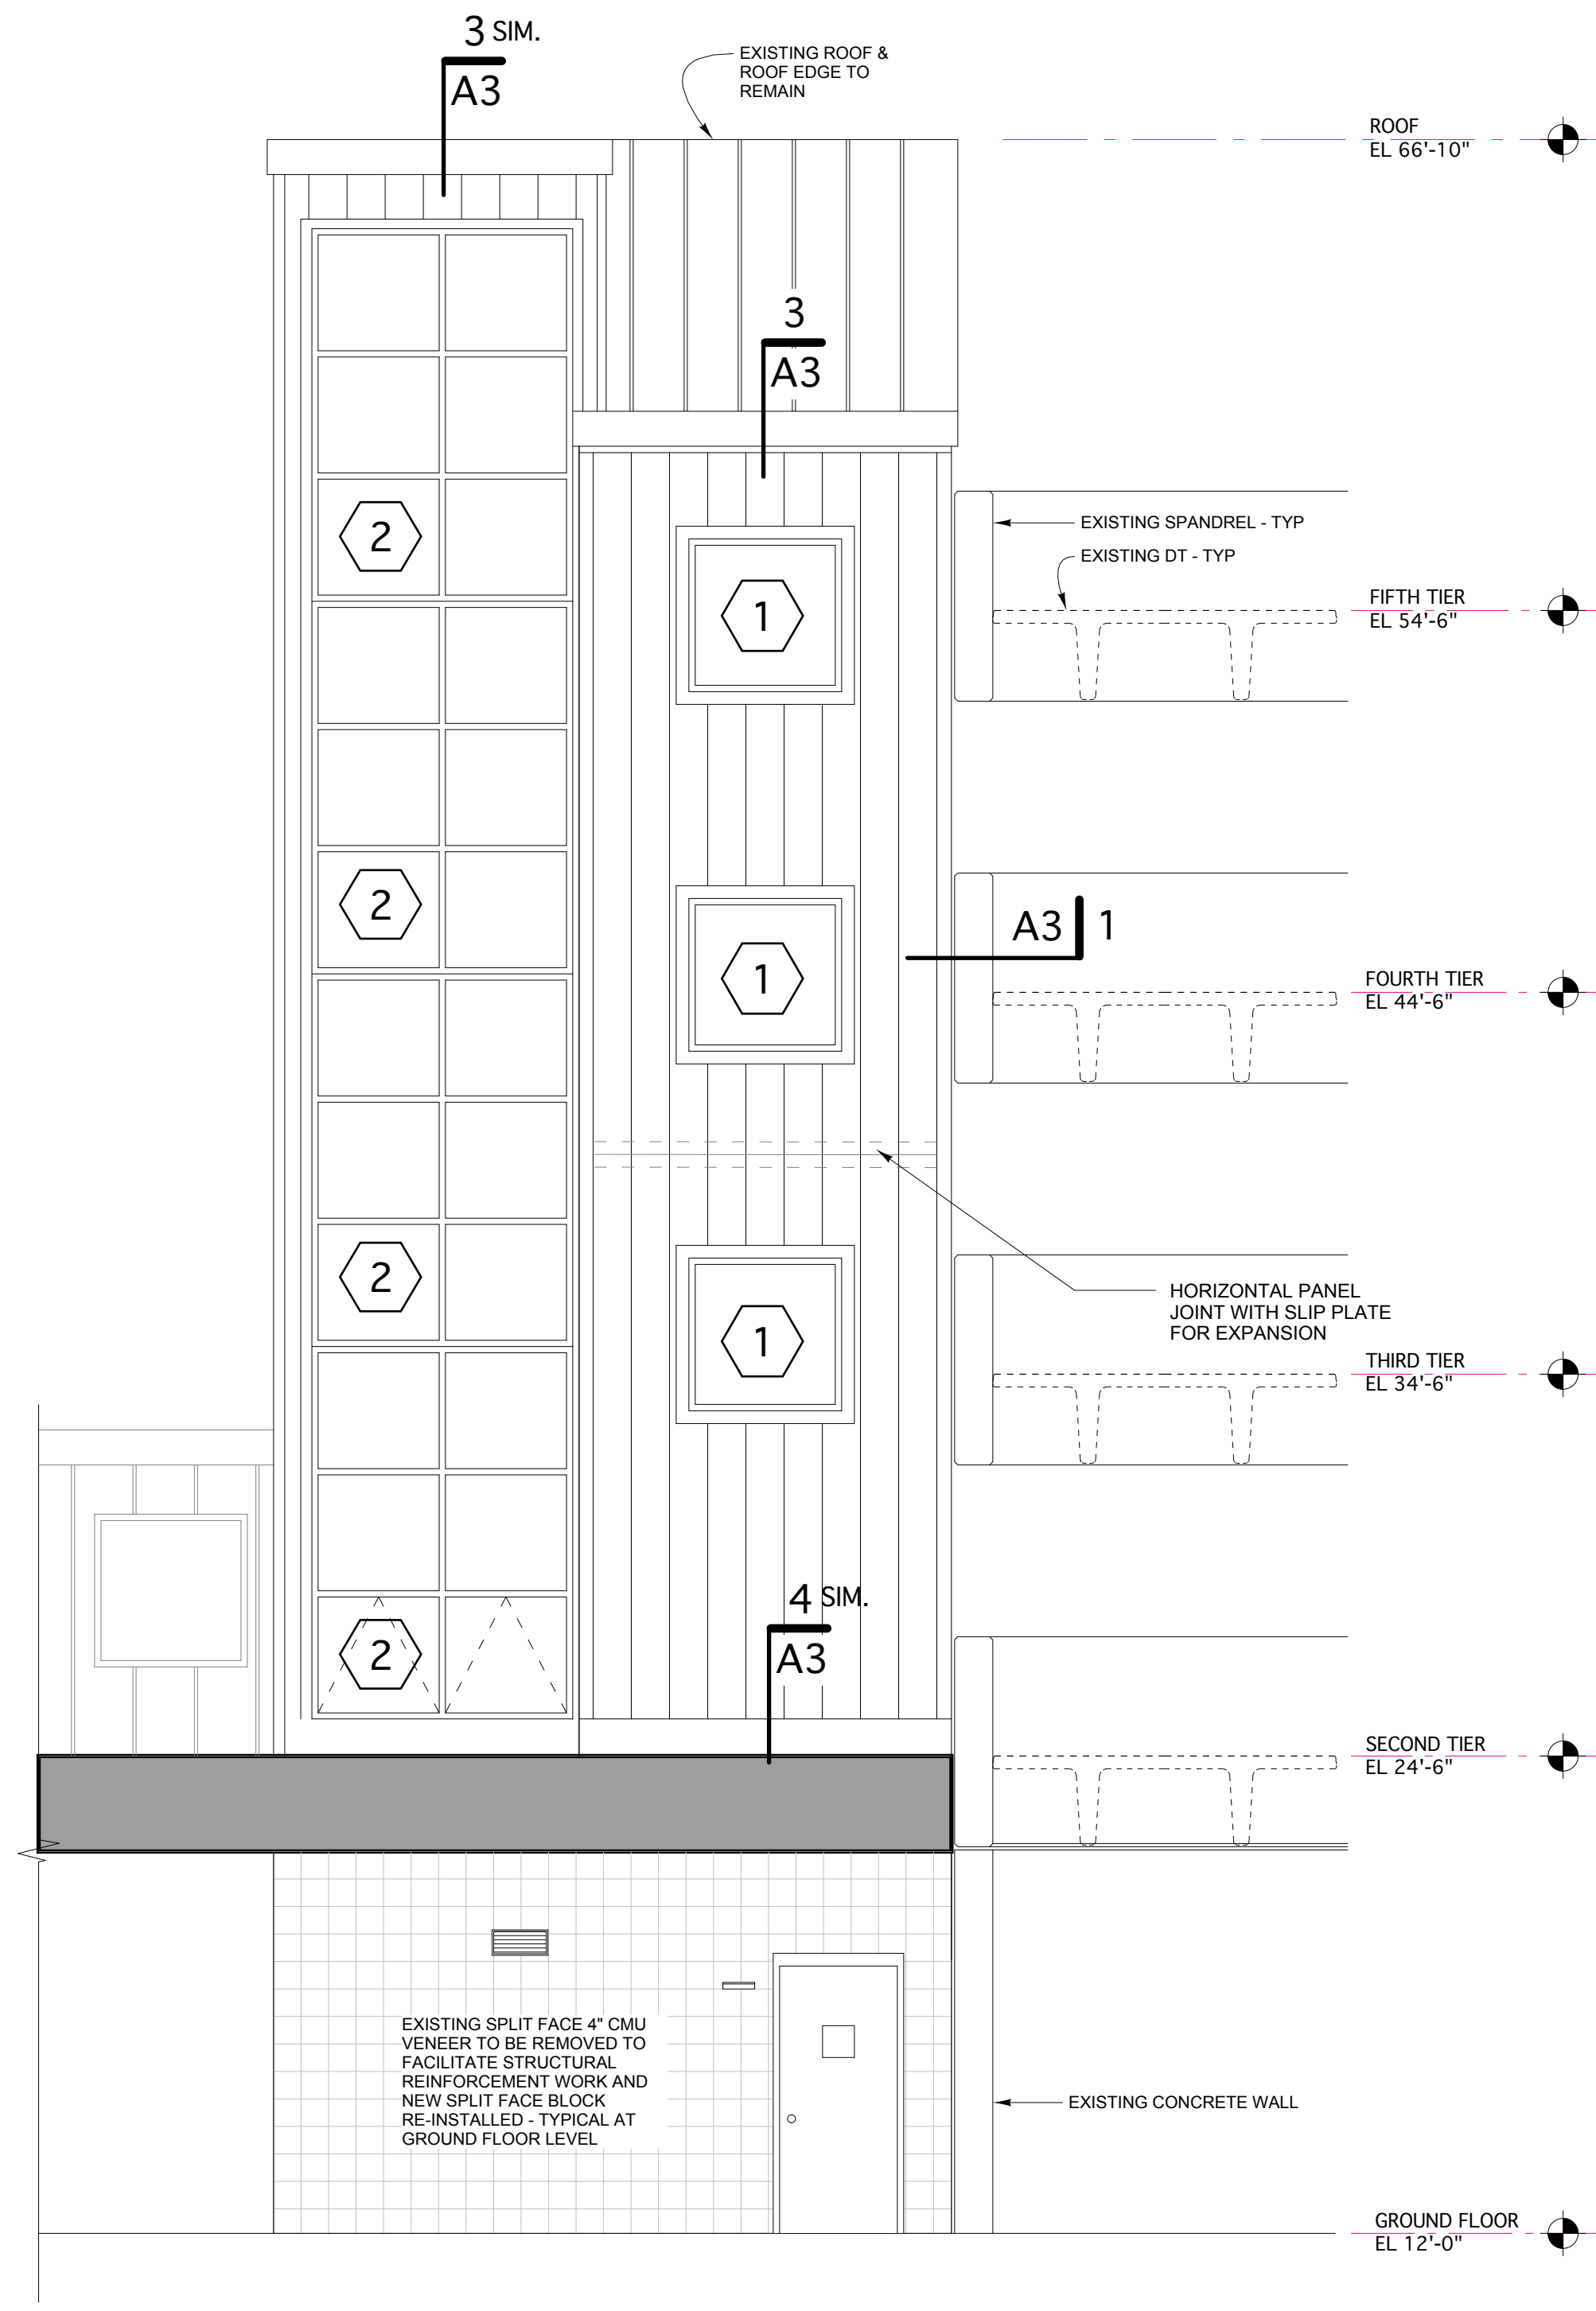 3 SIM.
A3
EXISTING ROOF &
ROOF EDGE TO
REMAIN
ROOF
EL 66'-10"
3
A3
2
1
EXISTING SPANDREL - TYP
EXISTING DT - TYP
FIFTH TIER
EL 54'-6"
2
1
A3 1
FOURTH TIER
EL 44'-6"
2
1
HORIZONTAL PANEL
JOINT WITH SLIP PLATE
FOR EXPANSION
THIRD TIER
EL 34'-6"
4 SIM.
A3
2
SECOND TIER
EL 24'-6"
EXISTING SPLIT FACE 4" CMU
VENEER TO BE REMOVED TO
FACILITATE STRUCTURAL
REINFORCEMENT WORK AND
NEW SPLIT FACE BLOCK
RE-INSTALLED - TYPICAL AT
GROUND FLOOR LEVEL
EXISTING CONCRETE WALL
GROUND FLOOR
EL 12'-0"